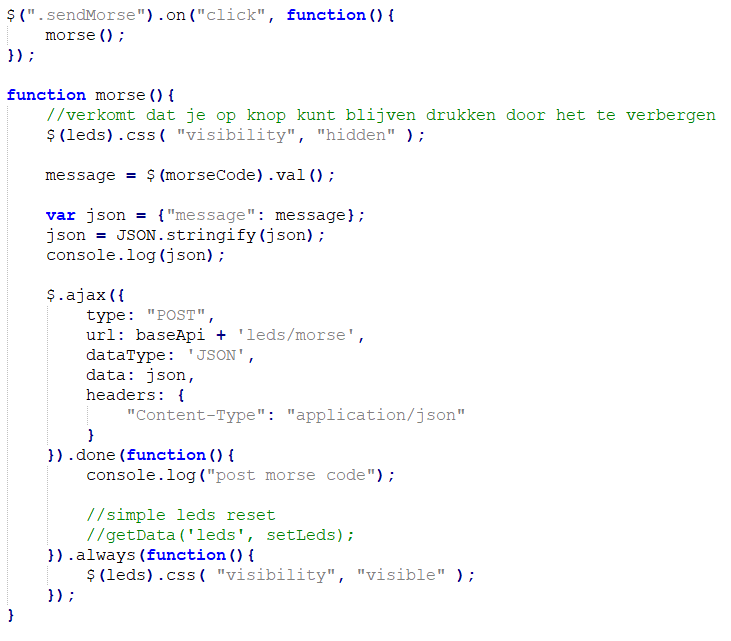 $(".sendMorse").on("click", function(){
    morse();
});

function morse(){
    //verkomt dat je op knop kunt blijven drukken door het te verbergen
    $(leds).css( "visibility", "hidden" );

    message = $(morseCode).val();

    var json = {"message": message};
    json = JSON.stringify(json);
    console.log(json);

    $.ajax({
        type: "POST",
        url: baseApi + 'leds/morse',
        dataType: 'JSON',
        data: json,
        headers: {
            "Content-Type": "application/json"
        }
    }).done(function(){
        console.log("post morse code");

        //simple leds reset
        //getData('leds', setLeds);
    }).always(function(){
        $(leds).css( "visibility", "visible" );
    });
}